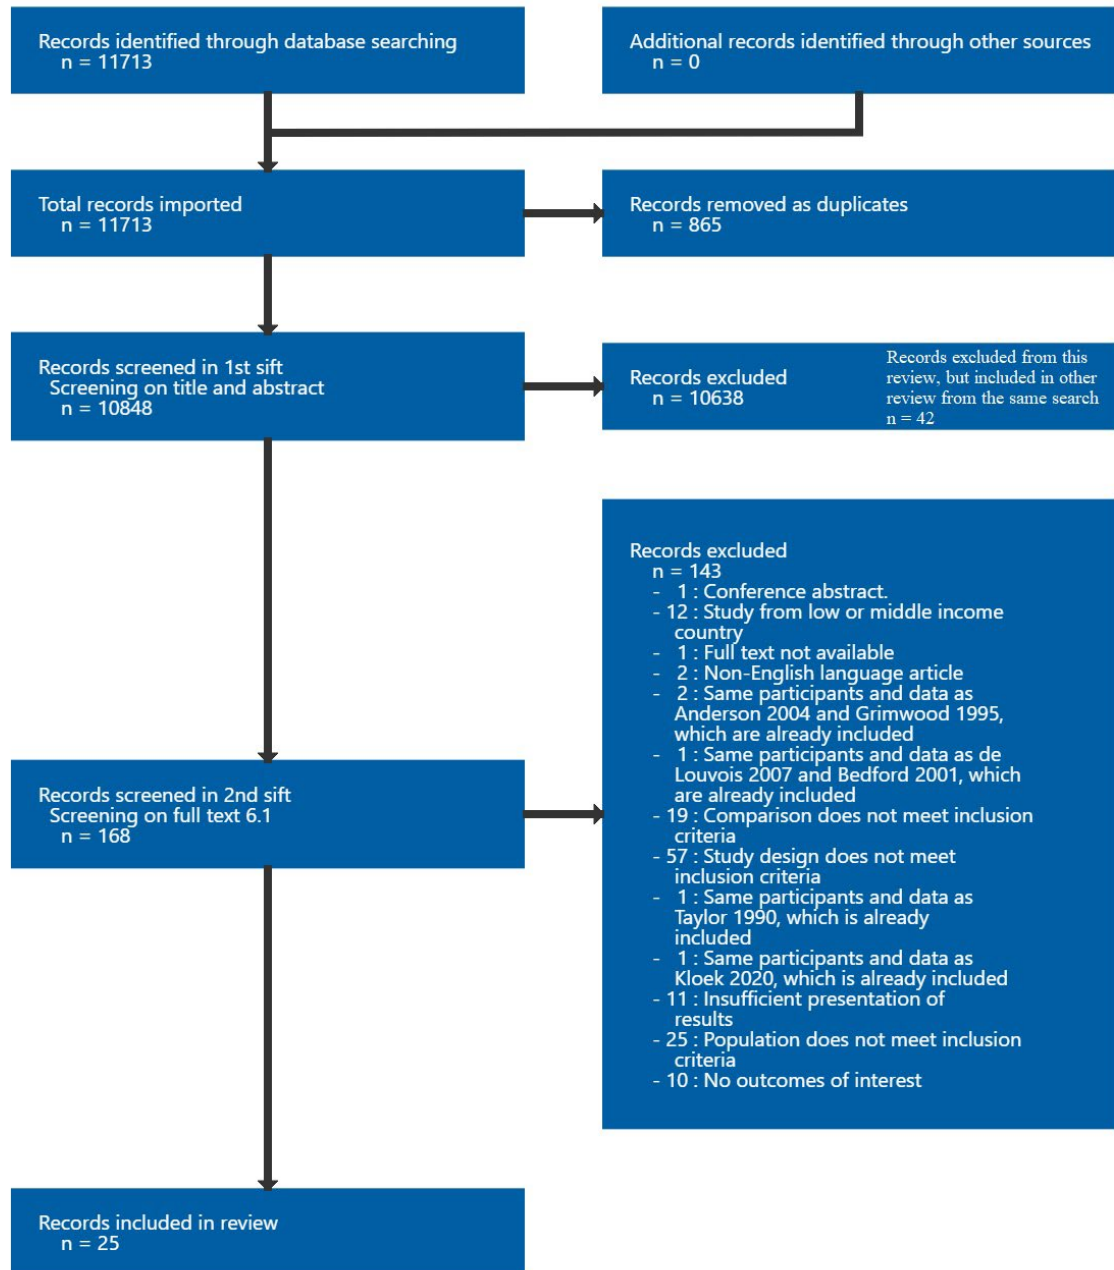 Records identified through database searching
n = 11713
Additional records identified through other sources
n = 0
Total records imported
n = 11713
Records removed as duplicates
n = 865
Records screened in 1st sift
Screening on title and abstract
n = 10848
Records excluded
n = 10638
Records excluded from this
review, but included in other
review from the same search
n = 42
Records excluded
n = 143
- 1 : Conference abstract.
- 12 : Study from low or middle income
country
- 1 : Full text not available
- 2 : Non-English language article
- 2 : Same participants and data as
Anderson 2004 and Grimwood 1995,
which are already included
- 1 : Same participants and data as de
Louvois 2007 and Bedford 2001, which
are already included
- 19 : Comparison does not meet inclusion
criteria
- 57 : Study design does not meet
inclusion criteria
- 1 : Same participants and data as
Taylor 1990, which is already
included
- 1 : Same participants and data as
Kloek 2020, which is already included
- 11 : Insufficient presentation of
results
- 25 : Population does not meet inclusion
criteria
- 10 : No outcomes of interest
Records screened in 2nd sift
Screening on full text 6.1
n = 168
Records included in review
n = 25